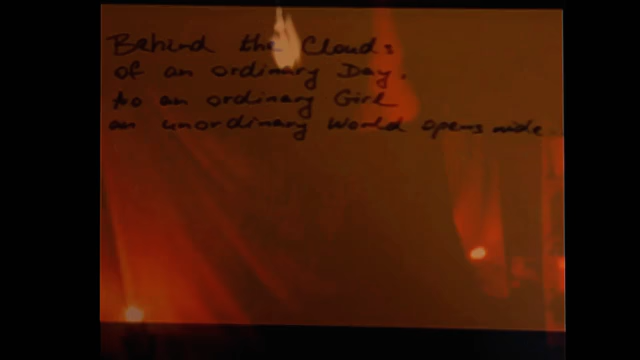 Behind the Clouds
of an ordinary Day,
to an ordinary Girl
an unordinary World opens wide...